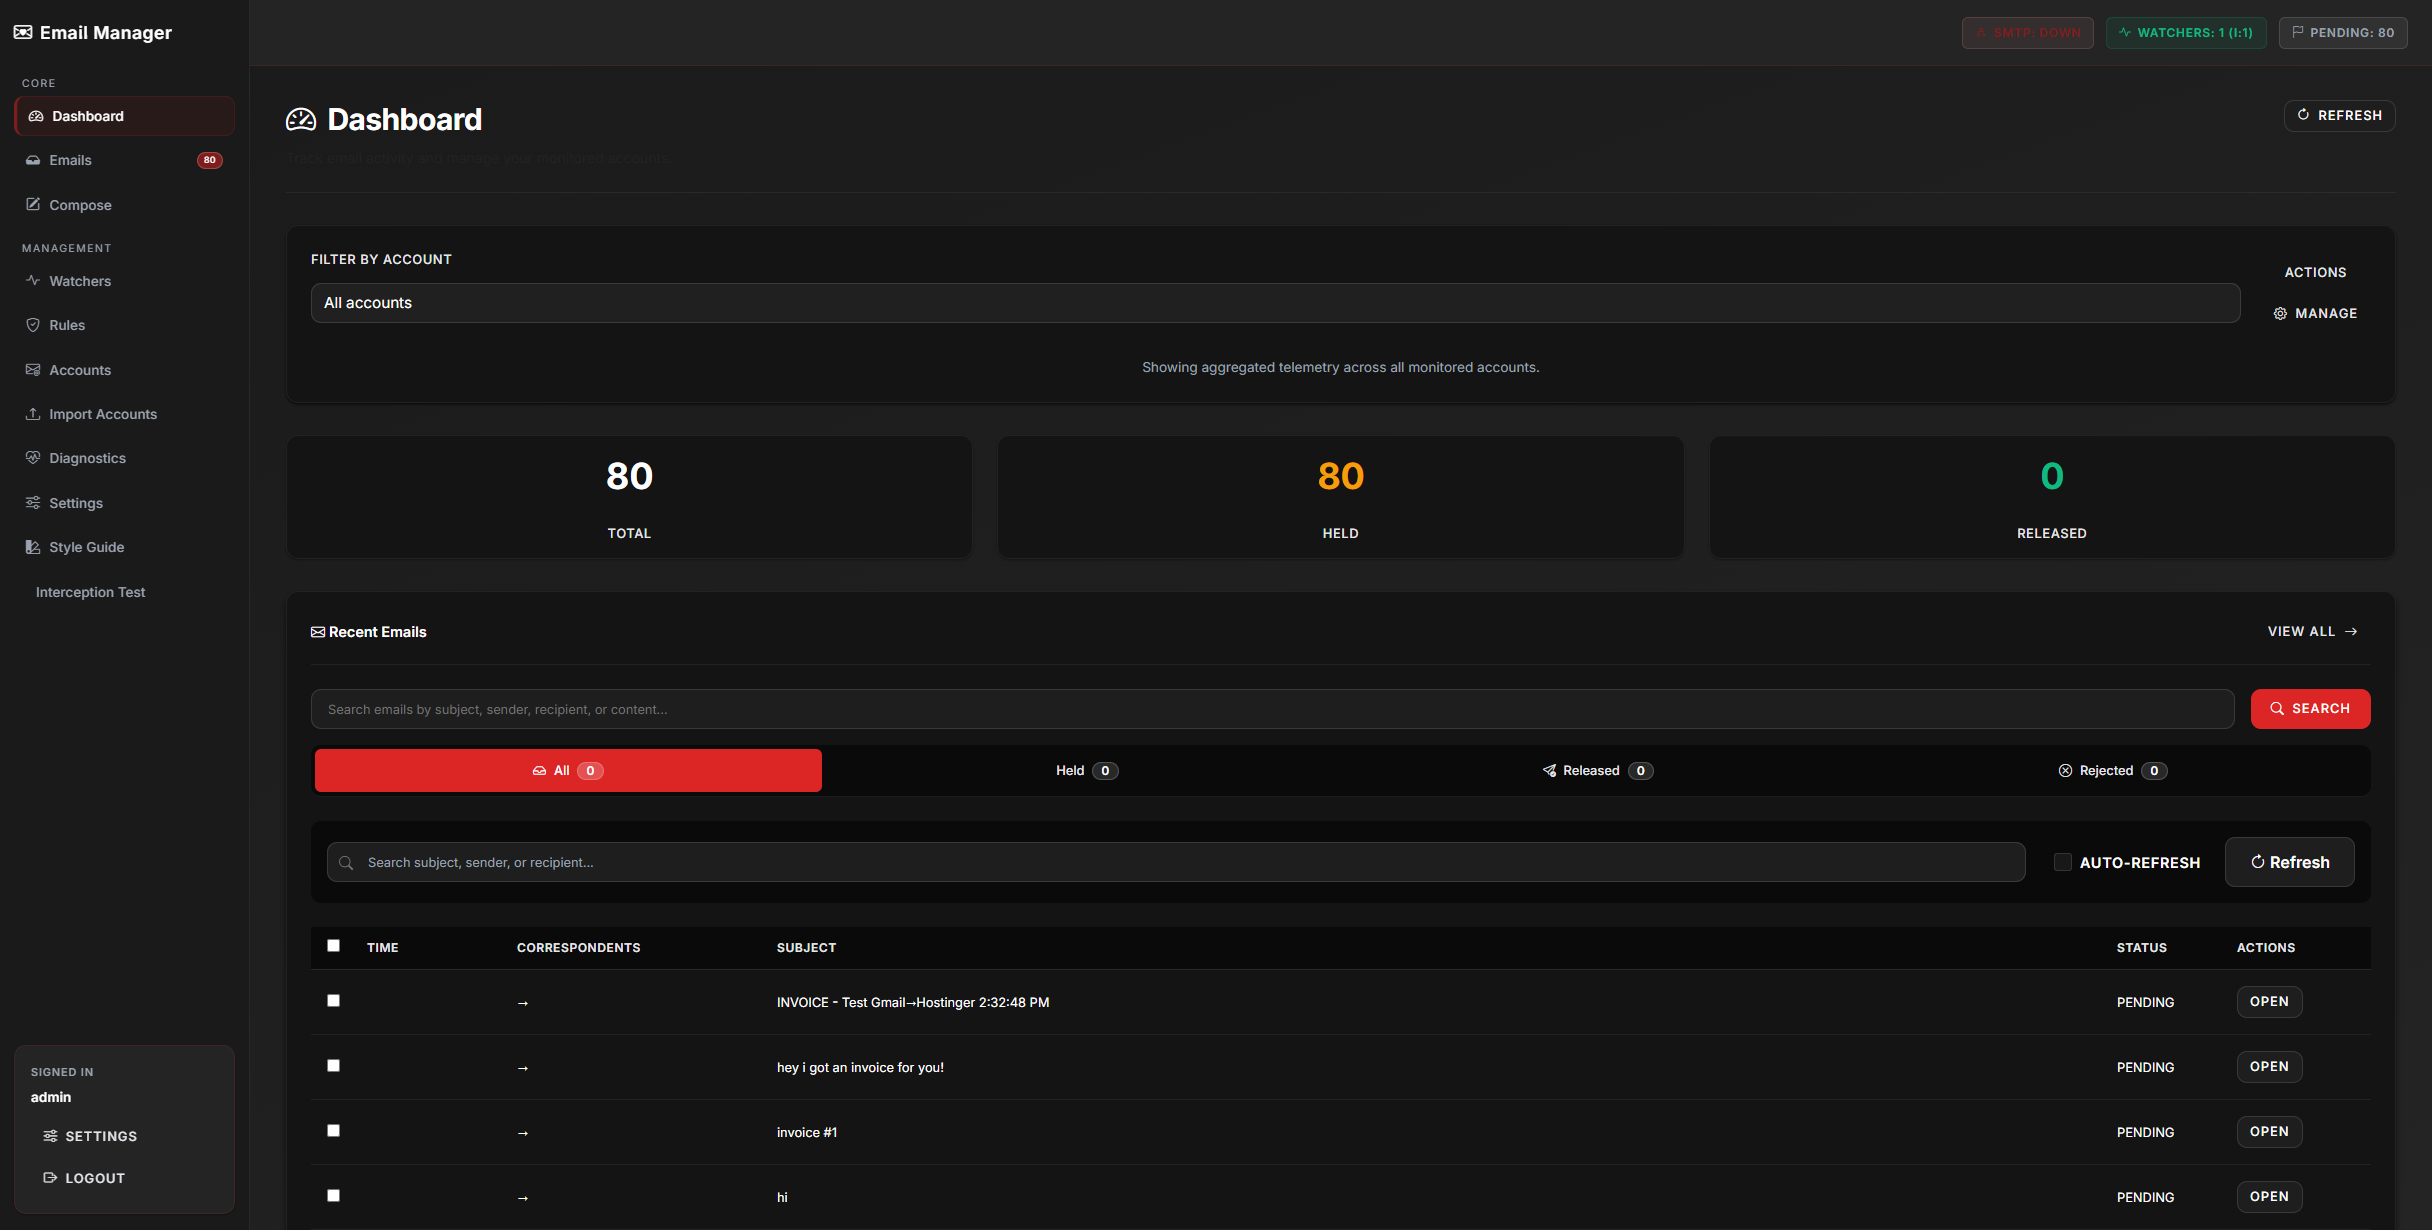 Email Manager
SMTP: DOWN
WATCHERS: 1 (I:1)
PENDING: 80
CORE
Dashboard
Emails 80
Compose
MANAGEMENT
Watchers
Rules
Accounts
Import Accounts
Diagnostics
Settings
Style Guide
Interception Test
SIGNED IN
admin
SETTINGS
LOGOUT
Dashboard
REFRESH
Track email activity and manage your monitored accounts.
FILTER BY ACCOUNT
All accounts
ACTIONS
MANAGE
Showing aggregated telemetry across all monitored accounts.
80
TOTAL
80
HELD
0
RELEASED
Recent Emails
VIEW ALL →
Search emails by subject, sender, recipient, or content...
SEARCH
All 0
Held 0
Released 0
Rejected 0
Search subject, sender, or recipient...
AUTO-REFRESH
Refresh
TIME CORRESPONDENTS SUBJECT STATUS ACTIONS
→ INVOICE - Test Gmail→Hostinger 2:32:48 PM PENDING OPEN
→ hey i got an invoice for you! PENDING OPEN
→ invoice #1 PENDING OPEN
→ hi PENDING OPEN